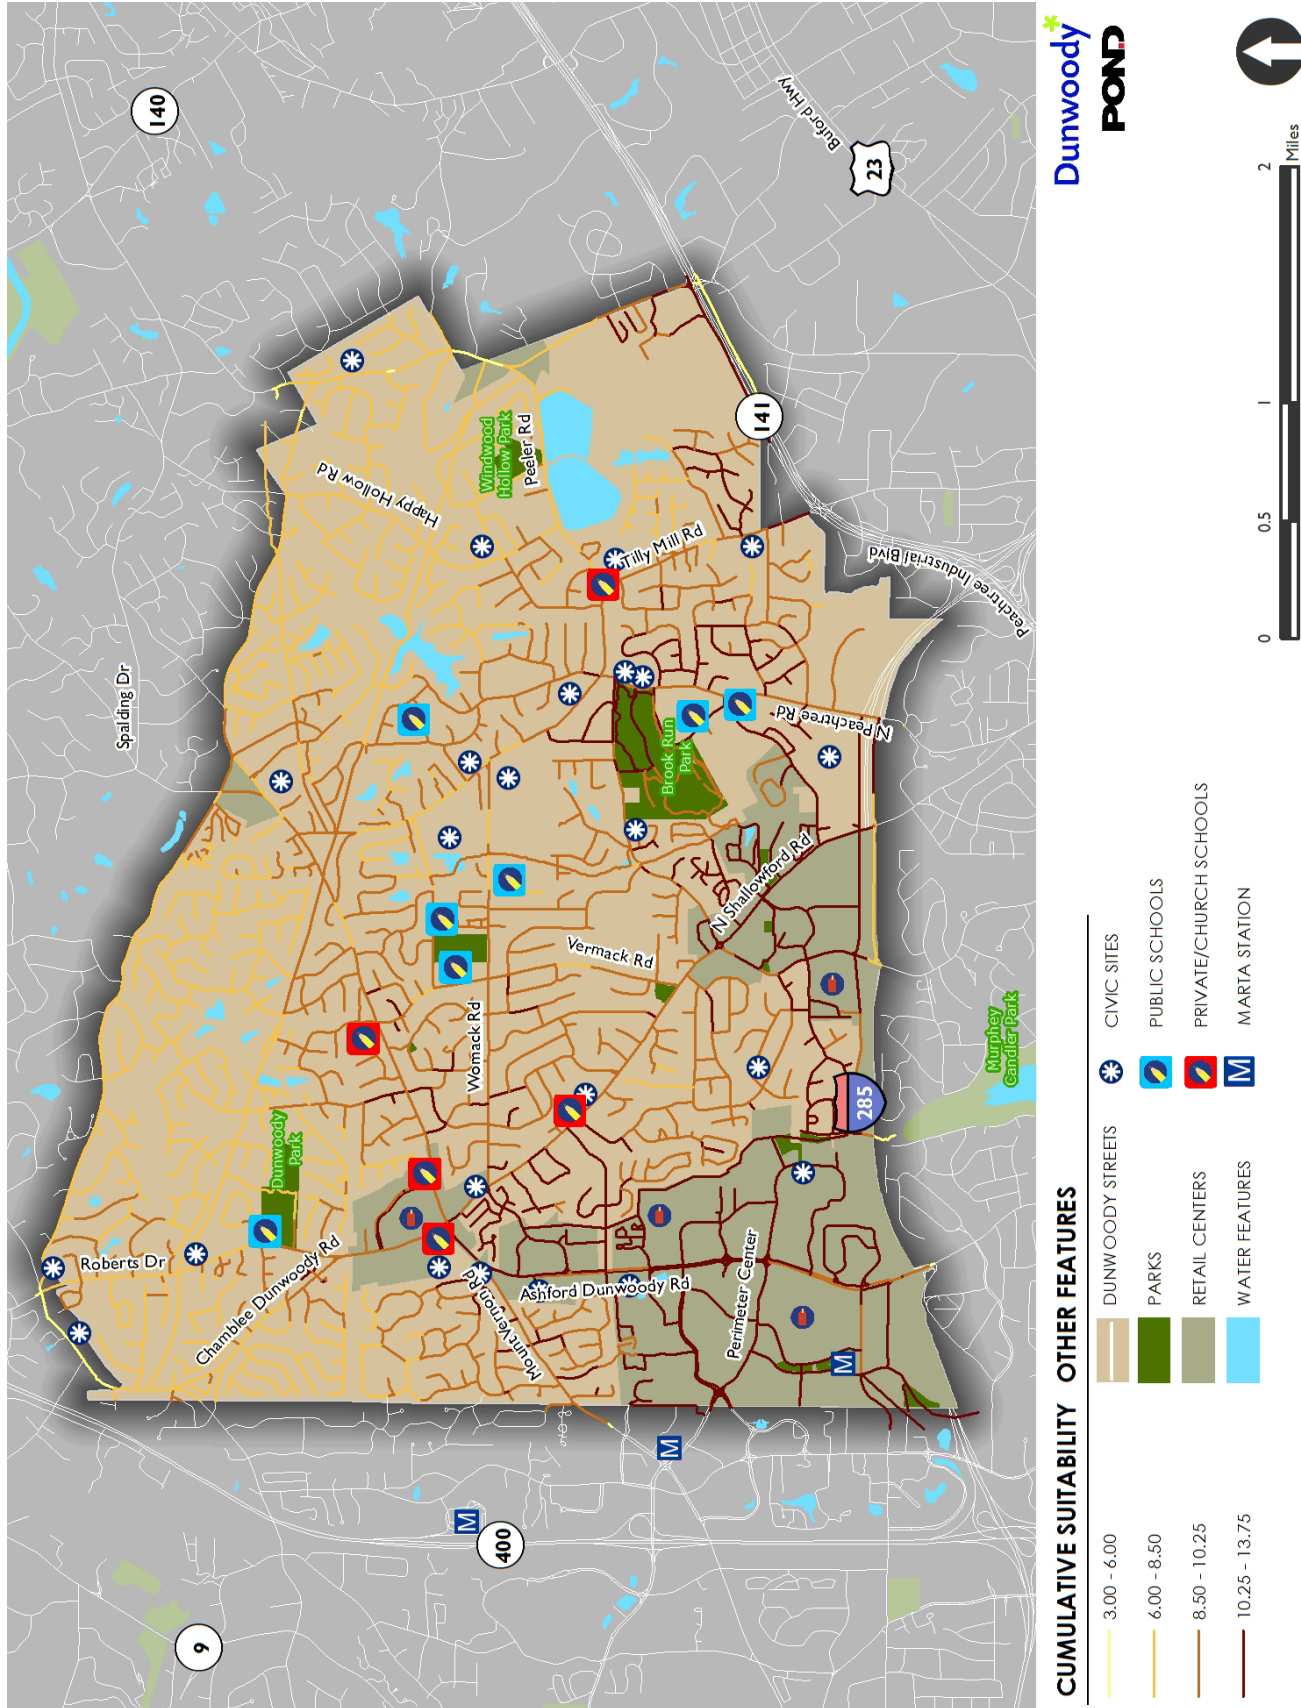 140
Spalding Dr
Buford Hwy
23
Happy Hollow Rd
Windwood
Hollow Park
Peeler Rd
141
Tilly Mill Rd
Peachtree Industrial Blvd
Brook Run
Park
N Peachtree Rd
N Shallowford Rd
Vermack Rd
Womack Rd
Dunwoody
Park
Murphey
Candler Park
285
Roberts Dr
Chamblee Dunwoody Rd
Mount Vernon Rd
Ashford Dunwoody Rd
Perimeter Center
M
M
M
400
9
CUMULATIVE SUITABILITY
3.00 - 6.00
6.00 - 8.50
8.50 - 10.25
10.25 - 13.75
OTHER FEATURES
DUNWOODY STREETS
PARKS
RETAIL CENTERS
WATER FEATURES
CIVIC SITES
PUBLIC SCHOOLS
PRIVATE/CHURCH SCHOOLS
M MARTA STATION
0 0.5 1 2
Miles
Dunwoody*
POND